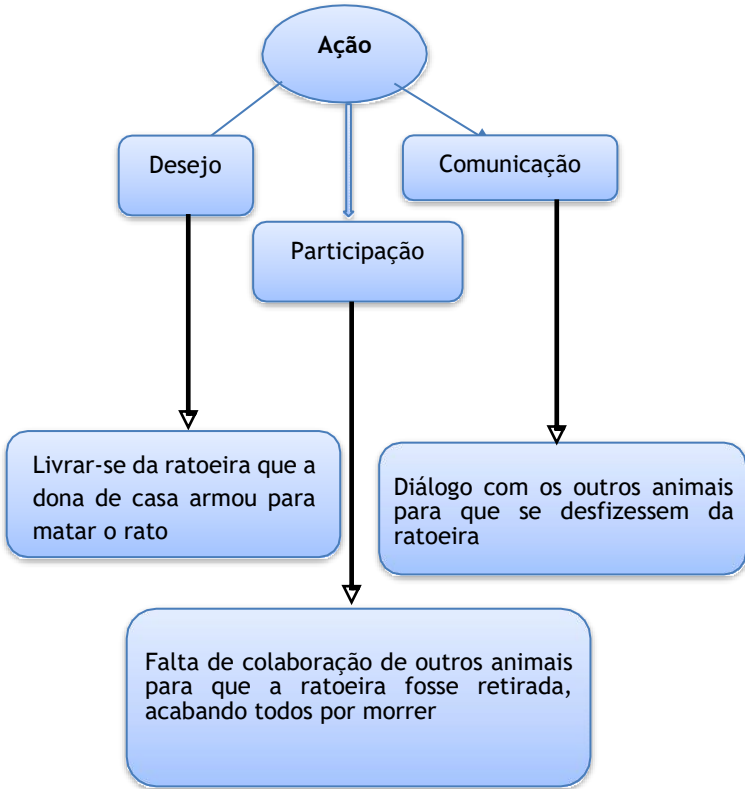 Ação
Desejo
Comunicação
Participação
Livrar-se da ratoeira que a
dona de casa armou para
matar o rato
Diálogo com os outros animais
para que se desfizessem da
ratoeira
Falta de colaboração de outros animais
para que a ratoeira fosse retirada,
acabando todos por morrer